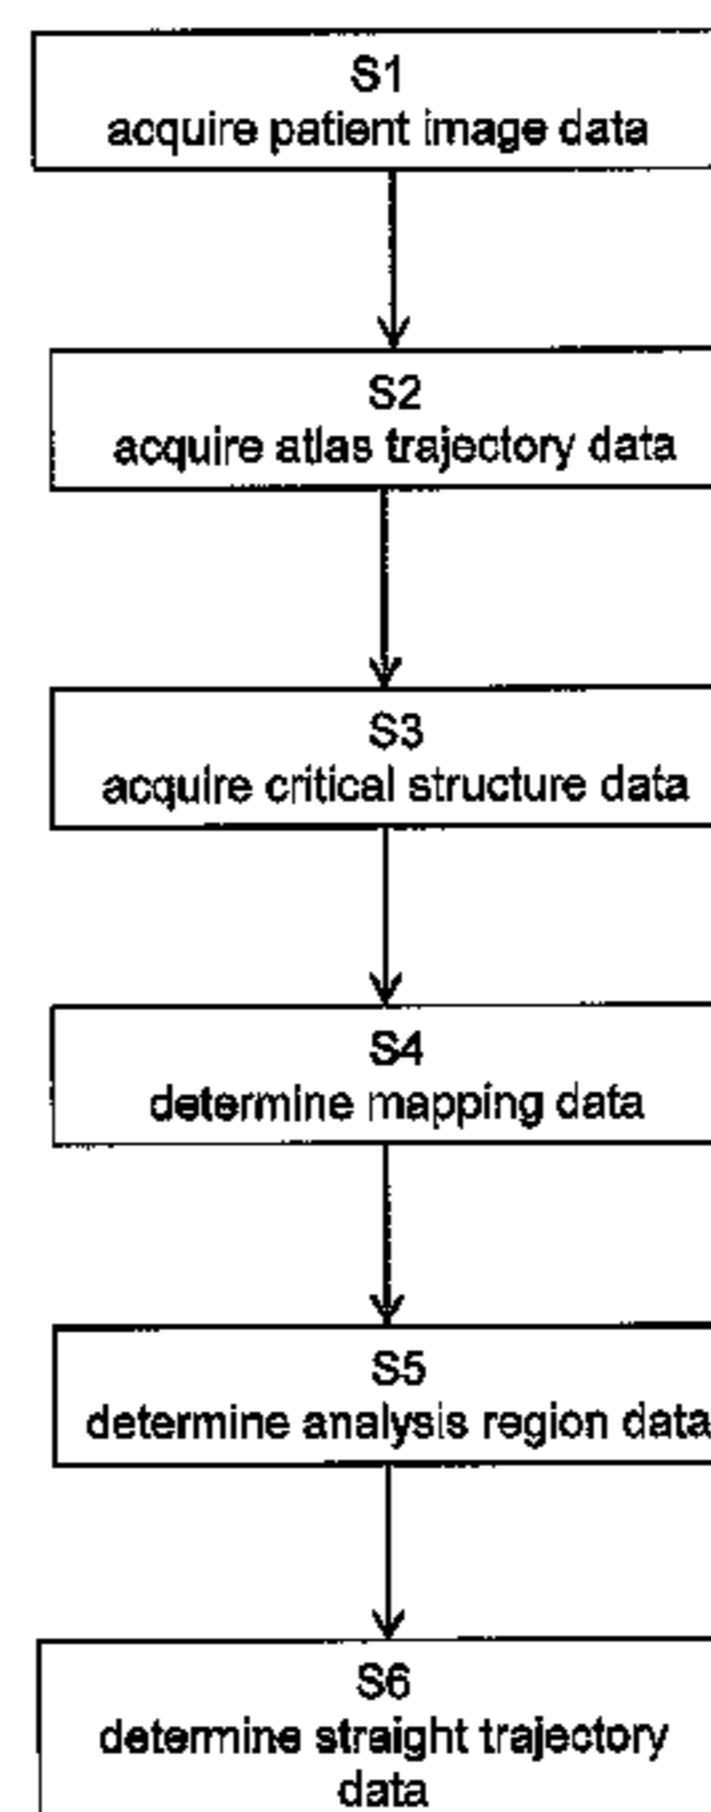 S1
acquire patient image data
S2
acquire atlas trajectory data
S3
acquire critical structure data
S4
determine mapping data
S5
determine analysis region data
S6
determine straight trajectory
data